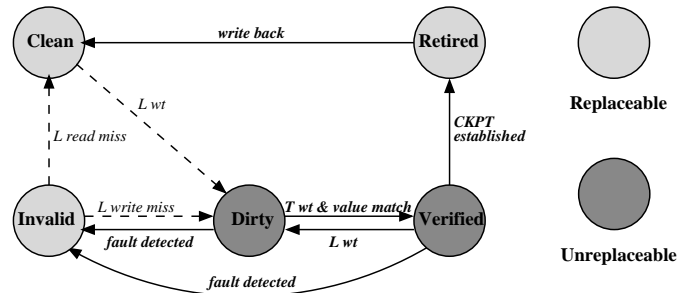 Clean
write back
Retired
L wt
Replaceable
L read miss
CKPT
established
L write miss
T wt & value match
Invalid
Dirty
Verified
fault detected
L wt
Unreplaceable
fault detected